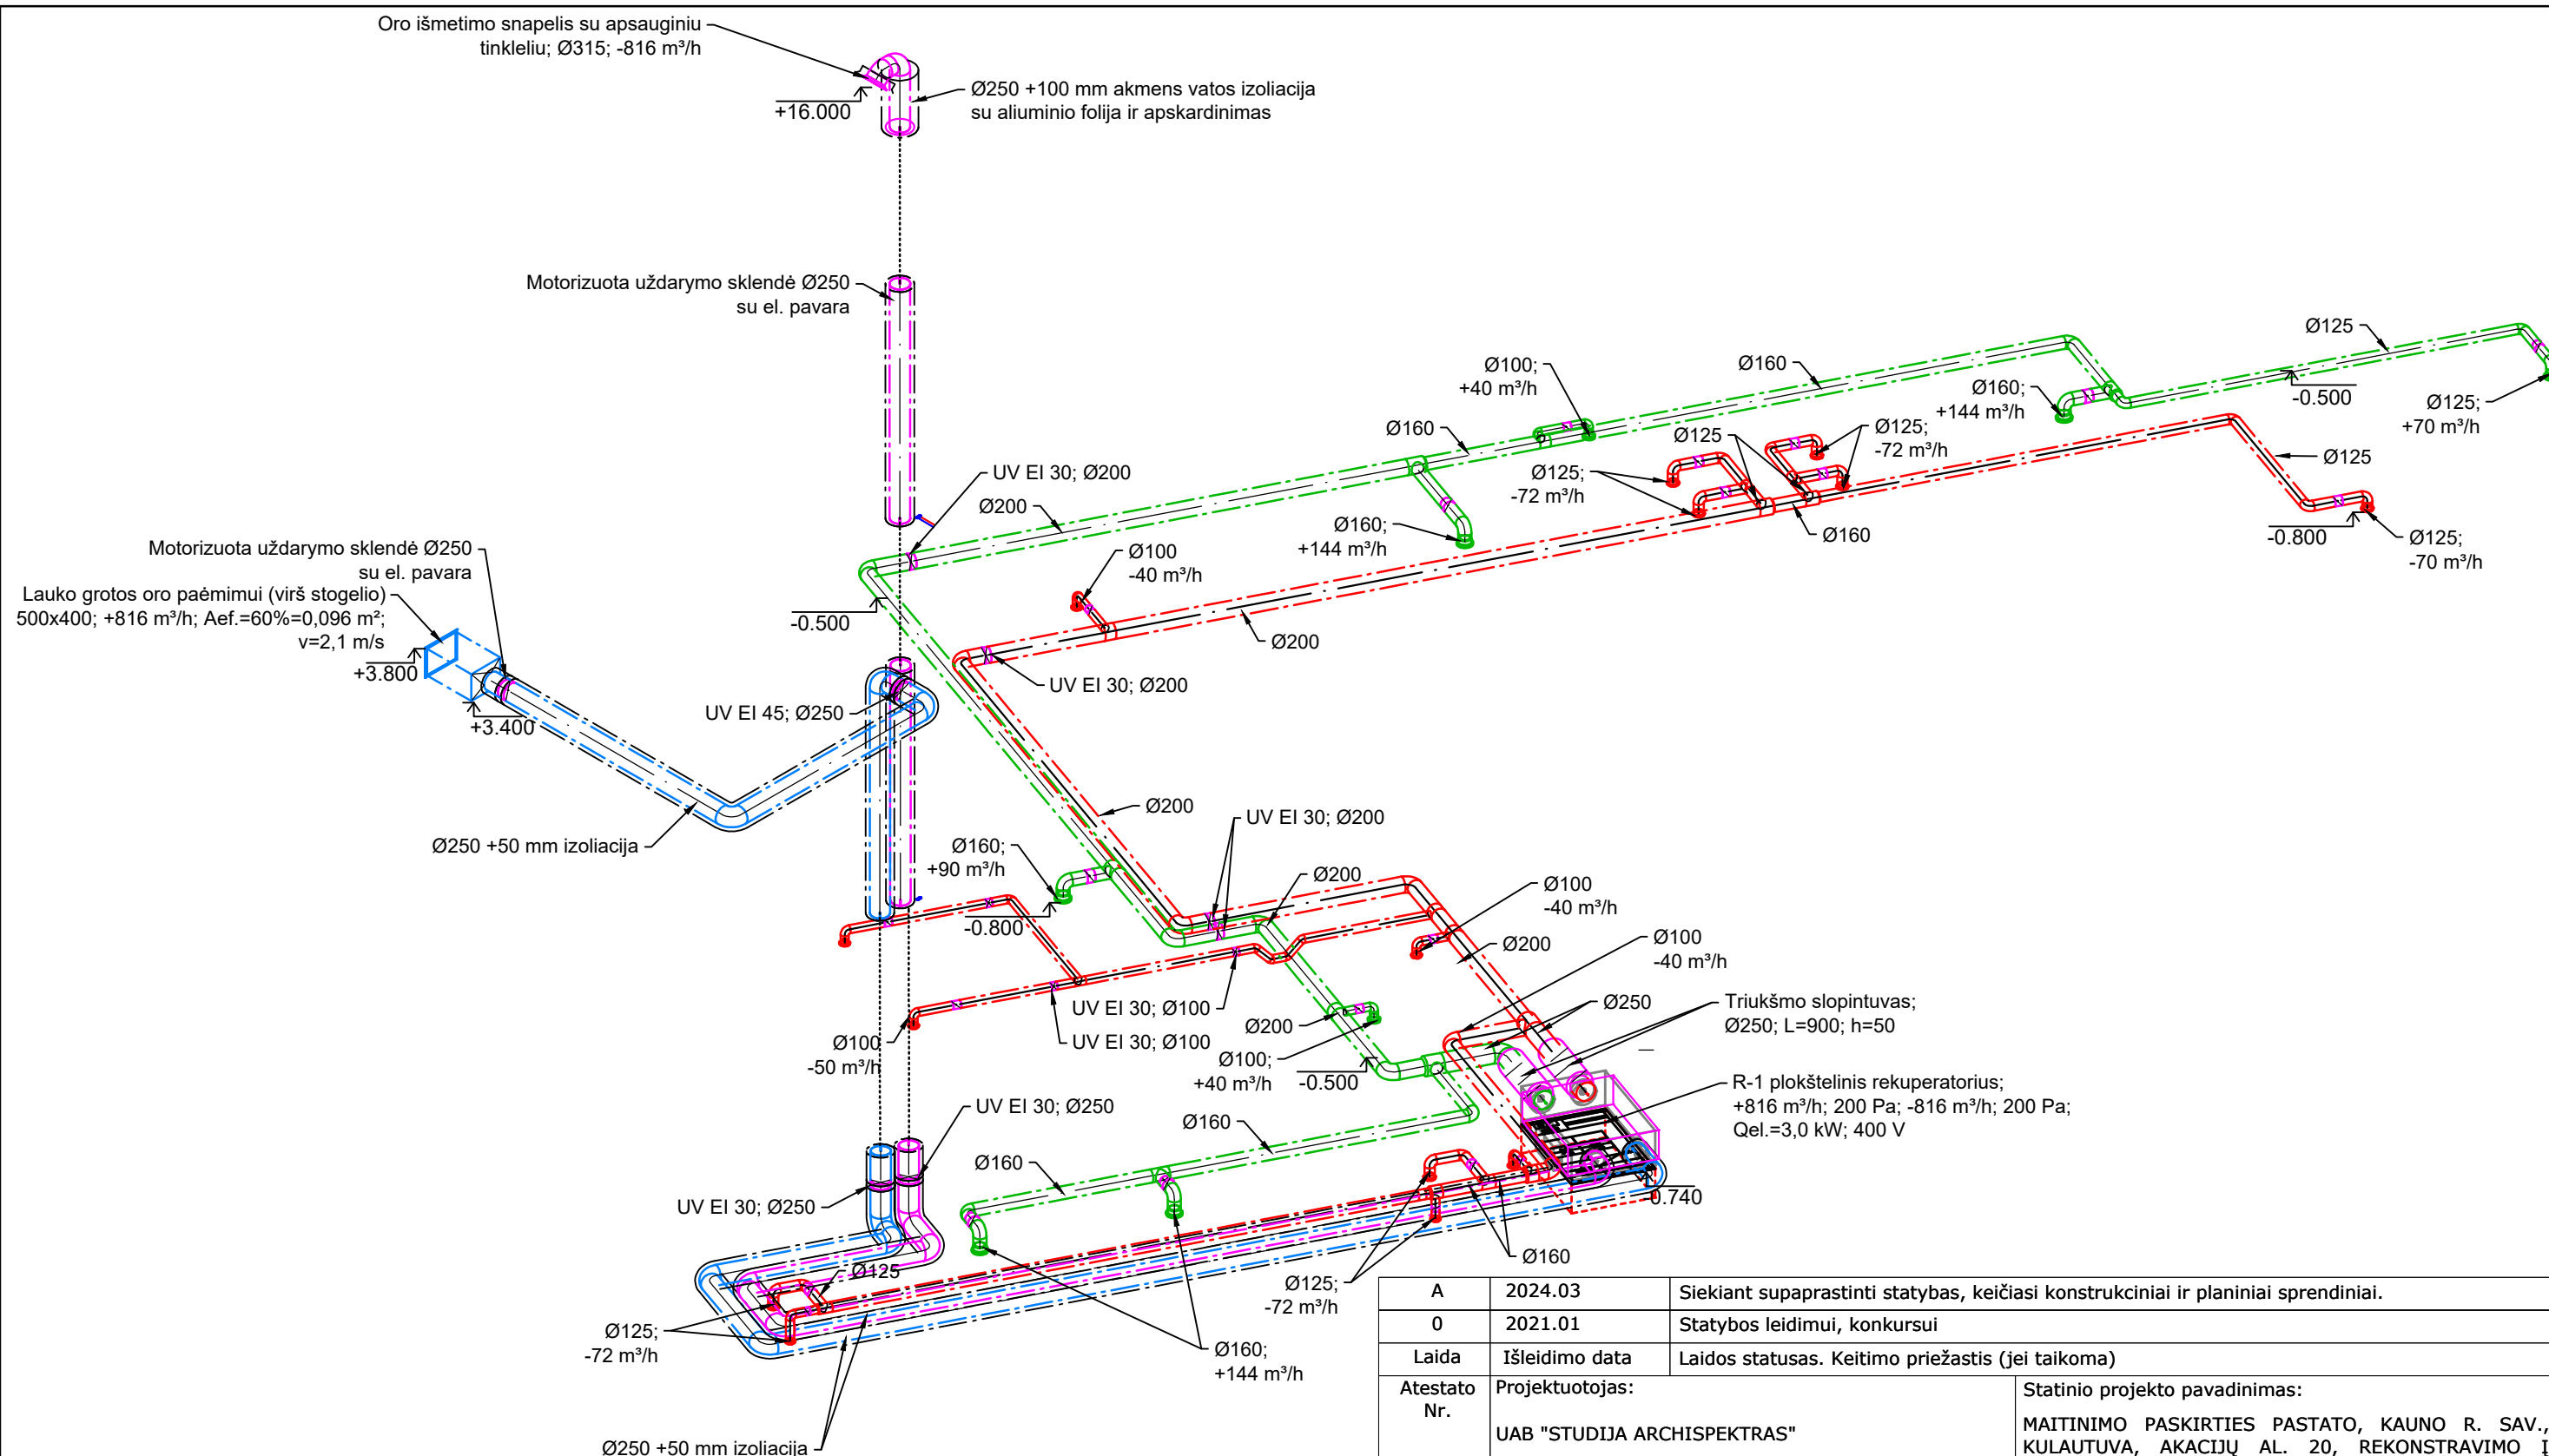 Oro išmetimo snapelis su apsauginiu
tinkleliu; Ø315; -816 m³/h
+16.000
Ø250 +100 mm akmens vatos izoliacija
su aliuminio folija ir apskardinimas
Motorizuota uždarymo sklendė Ø250
su el. pavara
UV EI 30; Ø200
Ø200
Ø160
Ø100;
+40 m³/h
Ø160
Ø160;
+144 m³/h
Ø125
-0.500
Ø125;
+70 m³/h
Ø125
Ø125;
-72 m³/h
Ø125;
-72 m³/h
Ø125
Ø160;
+144 m³/h
Ø160
-0.800
Ø125;
-70 m³/h
Motorizuota uždarymo sklendė Ø250
su el. pavara
Lauko grotos oro paėmimui (virš stogelio)
500x400; +816 m³/h; Aef.=60%=0,096 m²;
v=2,1 m/s
+3.800
+3.400
Ø100
-40 m³/h
-0.500
Ø200
UV EI 30; Ø200
UV EI 45; Ø250
Ø250 +50 mm izoliacija
Ø200
UV EI 30; Ø200
Ø160;
+90 m³/h
-0.800
Ø200
Ø100
-40 m³/h
Ø200
Ø100
-40 m³/h
Ø250
Triukšmo slopintuvas;
Ø250; L=900; h=50
UV EI 30; Ø100
UV EI 30; Ø100
Ø100
-50 m³/h
Ø200
Ø100;
+40 m³/h
-0.500
R-1 plokštelinis rekuperatorius;
+816 m³/h; 200 Pa; -816 m³/h; 200 Pa;
Qel.=3,0 kW; 400 V
UV EI 30; Ø250
Ø160
Ø160
UV EI 30; Ø250
-0.740
Ø160
Ø125
Ø125;
-72 m³/h
Ø125;
-72 m³/h
Ø160;
+144 m³/h
Ø250 +50 mm izoliacija
A 2024.03 Siekiant supaprastinti statybas, keičiasi konstrukciniai ir planiniai sprendiniai.
0 2021.01 Statybos leidimui, konkursui
Laida Išleidimo data Laidos statusas. Keitimo priežastis (jei taikoma)
Atestato
Nr.
Projektuotojas:
UAB "STUDIJA ARCHISPEKTRAS"
Statinio projekto pavadinimas:
MAITINIMO PASKIRTIES PASTATO, KAUNO R. SAV.,
KULAUTUVA, AKACIJŲ AL. 20, REKONSTRAVIMO Į